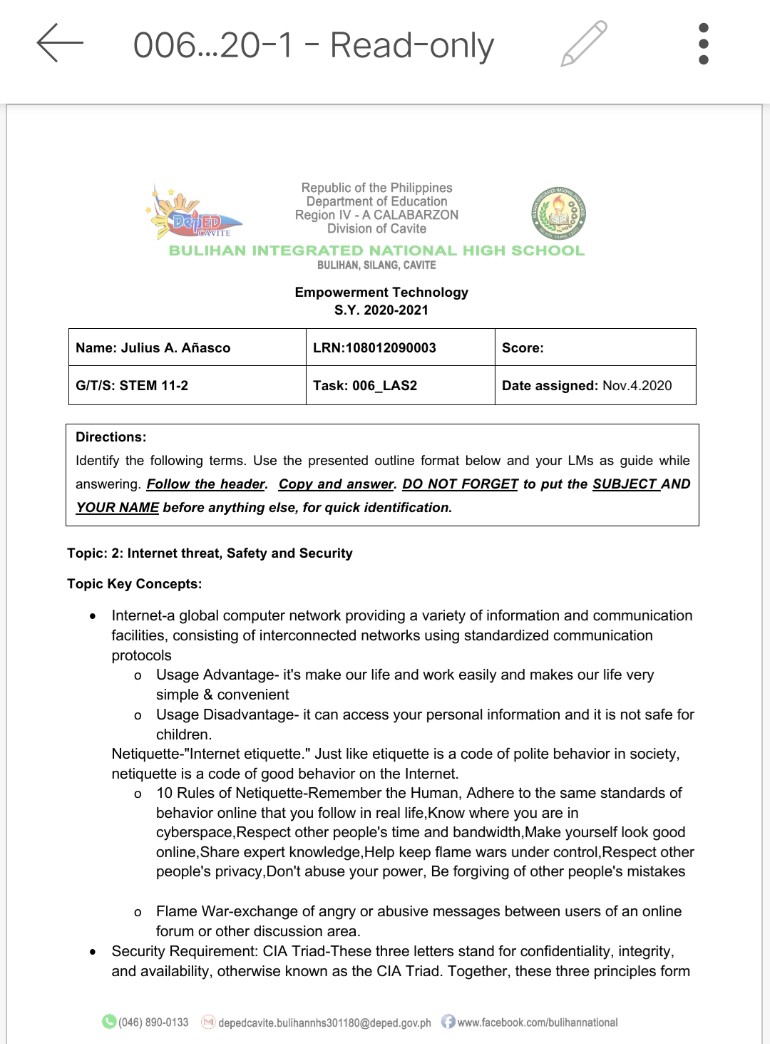 006...20-1 – Read-only
Republic of the Philippines
Department of Education
Region IV - A CALABARZON
Division of Cavite
DepED
CAVITE
BULIHAN INTEGRATED NATIONAL HIGH SCHOOL
BULIHAN, SILANG, CAVITE
Empowerment Technology
S.Y. 2020-2021
Name: Julius A. Añasco
LRN:108012090003
Score:
G/T/S: STEM 11-2
Task: 006_LAS2
Date assigned: Nov.4.2020
Directions:
Identify the following terms. Use the presented outline format below and your LMs as guide while
answering. Follow the header. Copy and answer. DO NOT FORGET to put the SUBJECT AND
YOUR NAME before anything else, for quick identification.
Topic: 2: Internet threat, Safety and Security
Topic Key Concepts:
• Internet-a global computer network providing a variety of information and communication
facilities, consisting of interconnected networks using standardized communication
protocols
o Usage Advantage- it's make our life and work easily and makes our life very
simple & convenient
o Usage Disadvantage- it can access your personal information and it is not safe for
children.
Netiquette-"Internet etiquette." Just like etiquette is a code of polite behavior in society,
netiquette is a code of good behavior on the Internet.
o 10 Rules of Netiquette-Remember the Human, Adhere to the same standards of
behavior online that you follow in real life,Know where you are in
cyberspace,Respect other people's time and bandwidth,Make yourself look good
online,Share expert knowledge,Help keep flame wars under control,Respect other
people's privacy,Don't abuse your power, Be forgiving of other people's mistakes
o Flame War-exchange of angry or abusive messages between users of an online
forum or other discussion area.
• Security Requirement: CIA Triad-These three letters stand for confidentiality, integrity,
and availability, otherwise known as the CIA Triad. Together, these three principles form
(046) 890-0133 depedcavite.bulihannhs301180@deped.gov.ph www.facebook.com/bulihannational